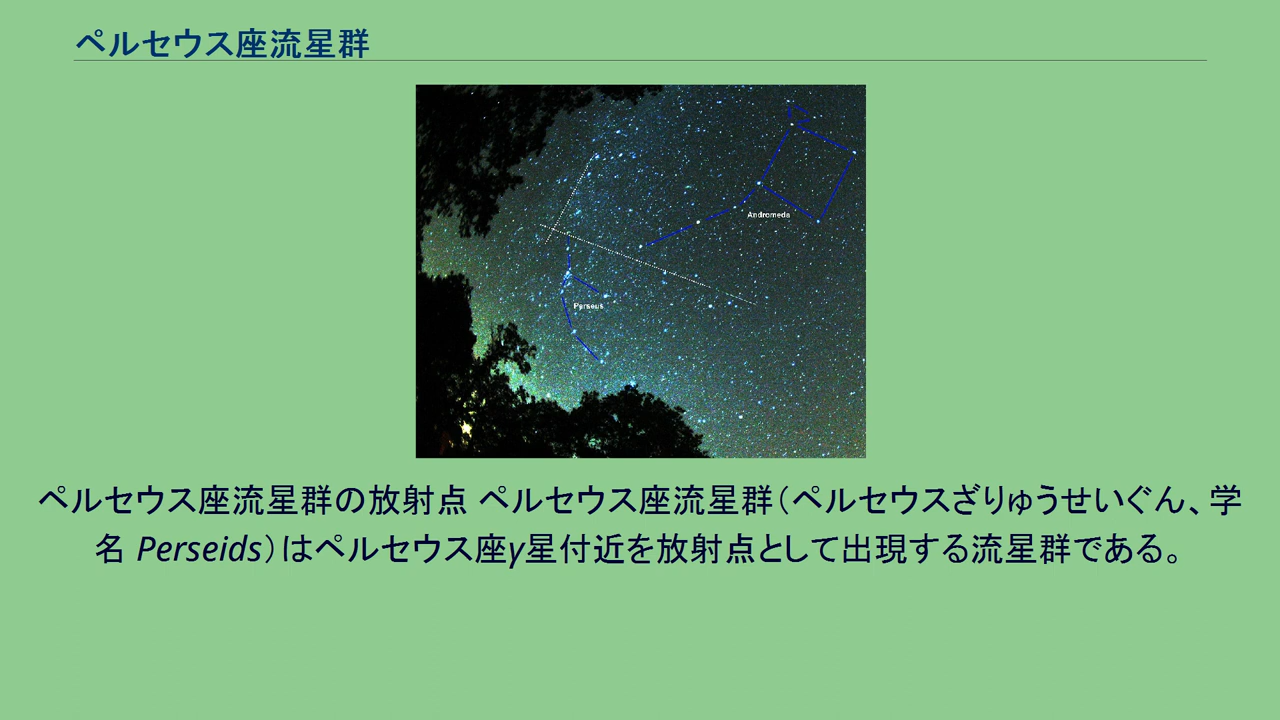 ペルセウス座流星群
Andromeda
Perseus
ペルセウス座流星群の放射点 ペルセウス座流星群（ペルセウスざりゅうせいぐん、学
名 Perseids）はペルセウス座γ星付近を放射点として出現する流星群である。